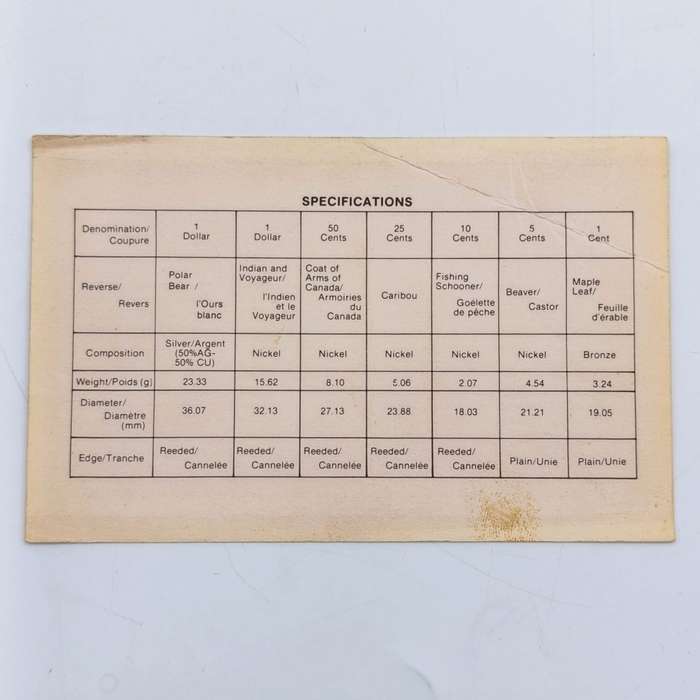 SPECIFICATIONS
Denomination/ Coupure 1 Dollar 1 Dollar 50 Cents 25 Cents 10 Cents 5 Cents 1 Cent
Reverse/ Revers Polar Bear / l'Ours blanc Indian and Voyageur/ l'Indien et le Voyageur Coat of Arms of Canada/ Armoiries du Canada Caribou Fishing Schooner/ Goélette de pêche Beaver/ Castor Maple Leaf/ Feuille d'érable
Composition Silver/Argent (50%AG- 50% CU) Nickel Nickel Nickel Nickel Nickel Bronze
Weight/Poids (g) 23.33 15.62 8.10 5.06 2.07 4.54 3.24
Diameter/ Diamètre (mm) 36.07 32.13 27.13 23.88 18.03 21.21 19.05
Edge/Tranche Reeded/ Cannelée Reeded/ Cannelée Reeded/ Cannelée Reeded/ Cannelée Reeded/ Cannelée Plain/Unie Plain/Unie